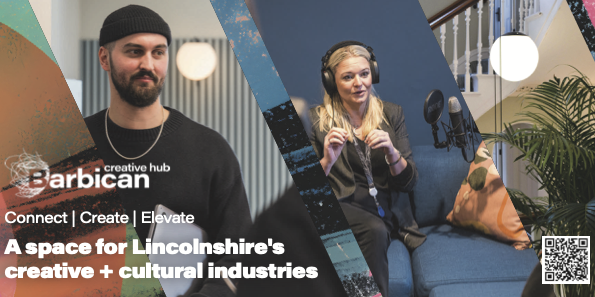 creative hub
Barbican
Connect | Create | Elevate
A space for Lincolnshire's
creative + cultural industries